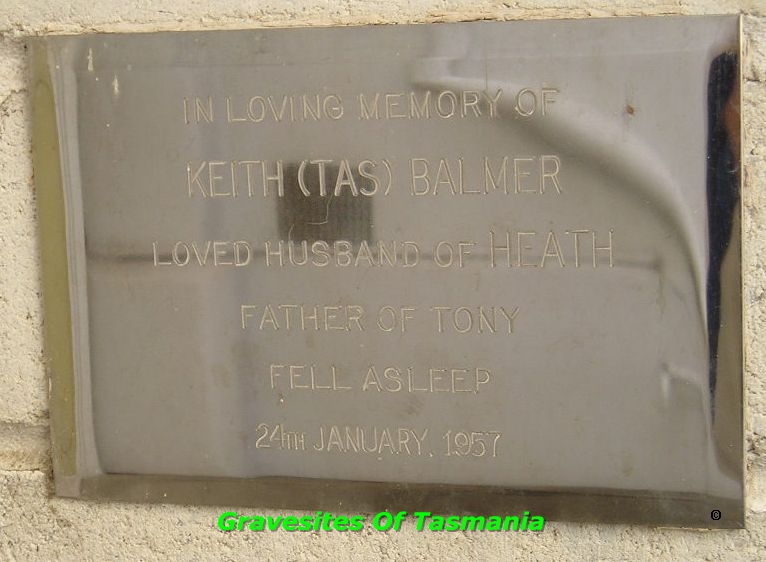 IN LOVING MEMORY OF
KEITH (TAS) BALMER
LOVED HUSBAND OF HEATH
FATHER OF TONY
FELL ASLEEP
24TH JANUARY, 1957
©
Gravesites Of Tasmania